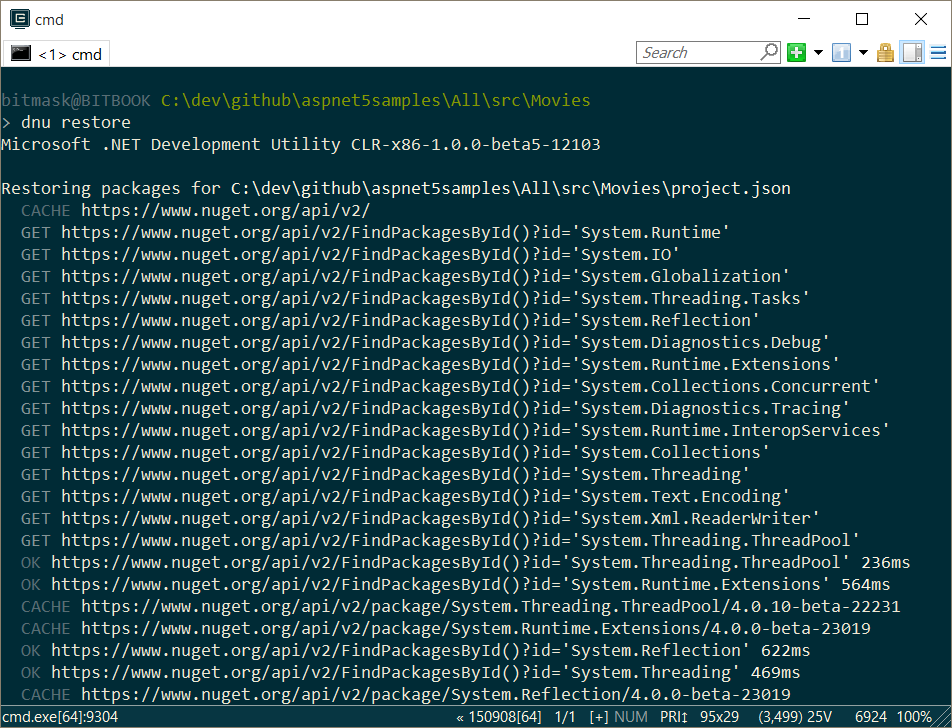 cmd
<1> cmd
Search
bitmask@BITBOOK C:\dev\github\aspnet5samples\All\src\Movies
> dnu restore
Microsoft .NET Development Utility CLR-x86-1.0.0-beta5-12103
Restoring packages for C:\dev\github\aspnet5samples\All\src\Movies\project.json
CACHE https://www.nuget.org/api/v2/
GET https://www.nuget.org/api/v2/FindPackagesById()?id='System.Runtime'
GET https://www.nuget.org/api/v2/FindPackagesById()?id='System.IO'
GET https://www.nuget.org/api/v2/FindPackagesById()?id='System.Globalization'
GET https://www.nuget.org/api/v2/FindPackagesById()?id='System.Threading.Tasks'
GET https://www.nuget.org/api/v2/FindPackagesById()?id='System.Reflection'
GET https://www.nuget.org/api/v2/FindPackagesById()?id='System.Diagnostics.Debug'
GET https://www.nuget.org/api/v2/FindPackagesById()?id='System.Runtime.Extensions'
GET https://www.nuget.org/api/v2/FindPackagesById()?id='System.Collections.Concurrent'
GET https://www.nuget.org/api/v2/FindPackagesById()?id='System.Diagnostics.Tracing'
GET https://www.nuget.org/api/v2/FindPackagesById()?id='System.Runtime.InteropServices'
GET https://www.nuget.org/api/v2/FindPackagesById()?id='System.Collections'
GET https://www.nuget.org/api/v2/FindPackagesById()?id='System.Threading'
GET https://www.nuget.org/api/v2/FindPackagesById()?id='System.Text.Encoding'
GET https://www.nuget.org/api/v2/FindPackagesById()?id='System.Xml.ReaderWriter'
GET https://www.nuget.org/api/v2/FindPackagesById()?id='System.Threading.ThreadPool'
OK https://www.nuget.org/api/v2/FindPackagesById()?id='System.Threading.ThreadPool' 236ms
OK https://www.nuget.org/api/v2/FindPackagesById()?id='System.Runtime.Extensions' 564ms
CACHE https://www.nuget.org/api/v2/package/System.Threading.ThreadPool/4.0.10-beta-22231
CACHE https://www.nuget.org/api/v2/package/System.Runtime.Extensions/4.0.0-beta-23019
OK https://www.nuget.org/api/v2/FindPackagesById()?id='System.Reflection' 622ms
OK https://www.nuget.org/api/v2/FindPackagesById()?id='System.Threading' 469ms
CACHE https://www.nuget.org/api/v2/package/System.Reflection/4.0.0-beta-23019
cmd.exe[64]:9304 « 150908[64] 1/1 [+] NUM PRI↕ 95x29 (3,499) 25V 6924 100%